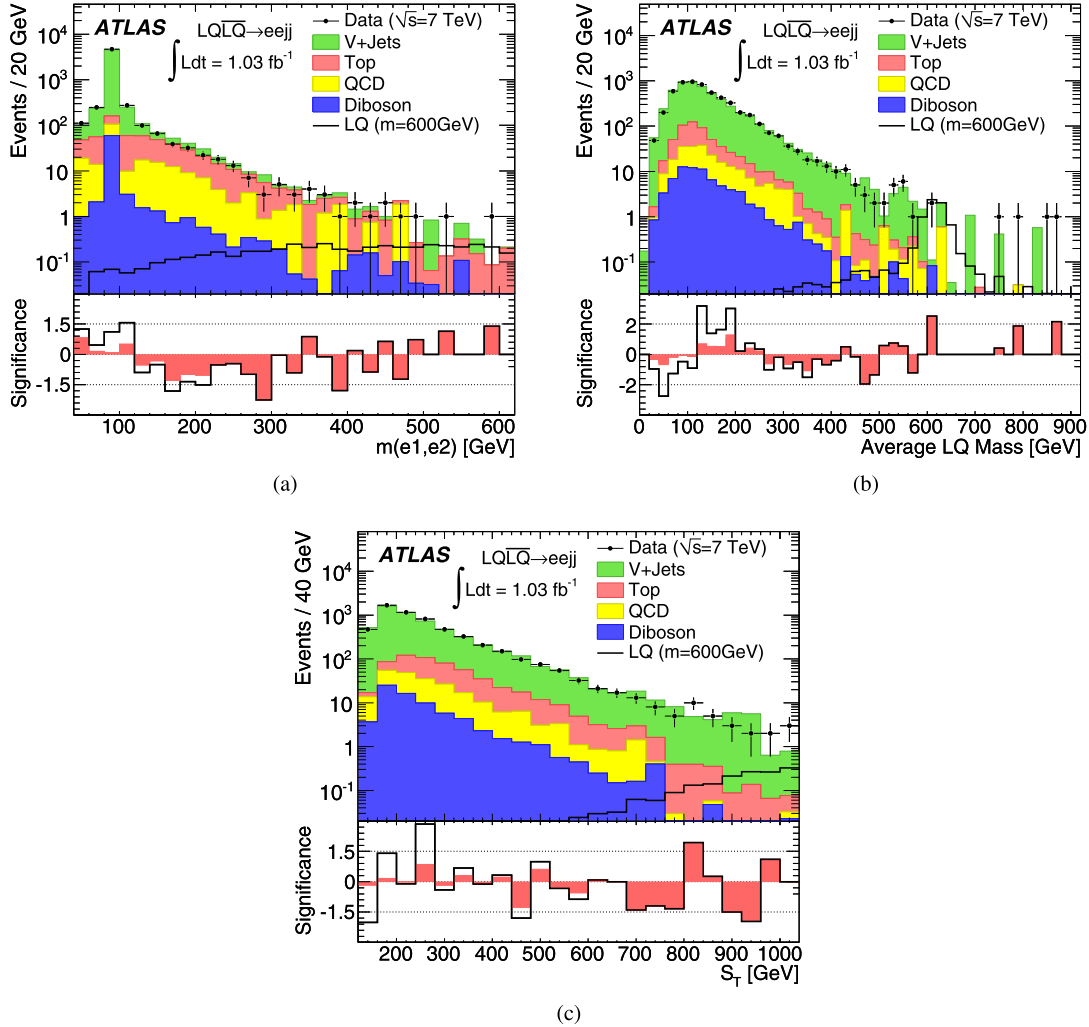 ATLAS
LQL̅Q̅→eejj
∫Ldt = 1.03 fb⁻¹
Data (√s=7 TeV)
V+Jets
Top
QCD
Diboson
LQ (m=600GeV)
Events / 20 GeV
10⁴
10³
10²
10
1
10⁻¹
Significance
1.5
0
-1.5
100 200 300 400 500 600
m(e1,e2) [GeV]
(a)
ATLAS
LQL̅Q̅→eejj
∫Ldt = 1.03 fb⁻¹
Data (√s=7 TeV)
V+Jets
Top
QCD
Diboson
LQ (m=600GeV)
Events / 20 GeV
10⁴
10³
10²
10
1
10⁻¹
Significance
2
0
-2
0 100 200 300 400 500 600 700 800 900
Average LQ Mass [GeV]
(b)
ATLAS
LQL̅Q̅→eejj
∫Ldt = 1.03 fb⁻¹
Data (√s=7 TeV)
V+Jets
Top
QCD
Diboson
LQ (m=600GeV)
Events / 40 GeV
10⁴
10³
10²
10
1
10⁻¹
Significance
1.5
0
-1.5
200 300 400 500 600 700 800 900 1000
S_T [GeV]
(c)